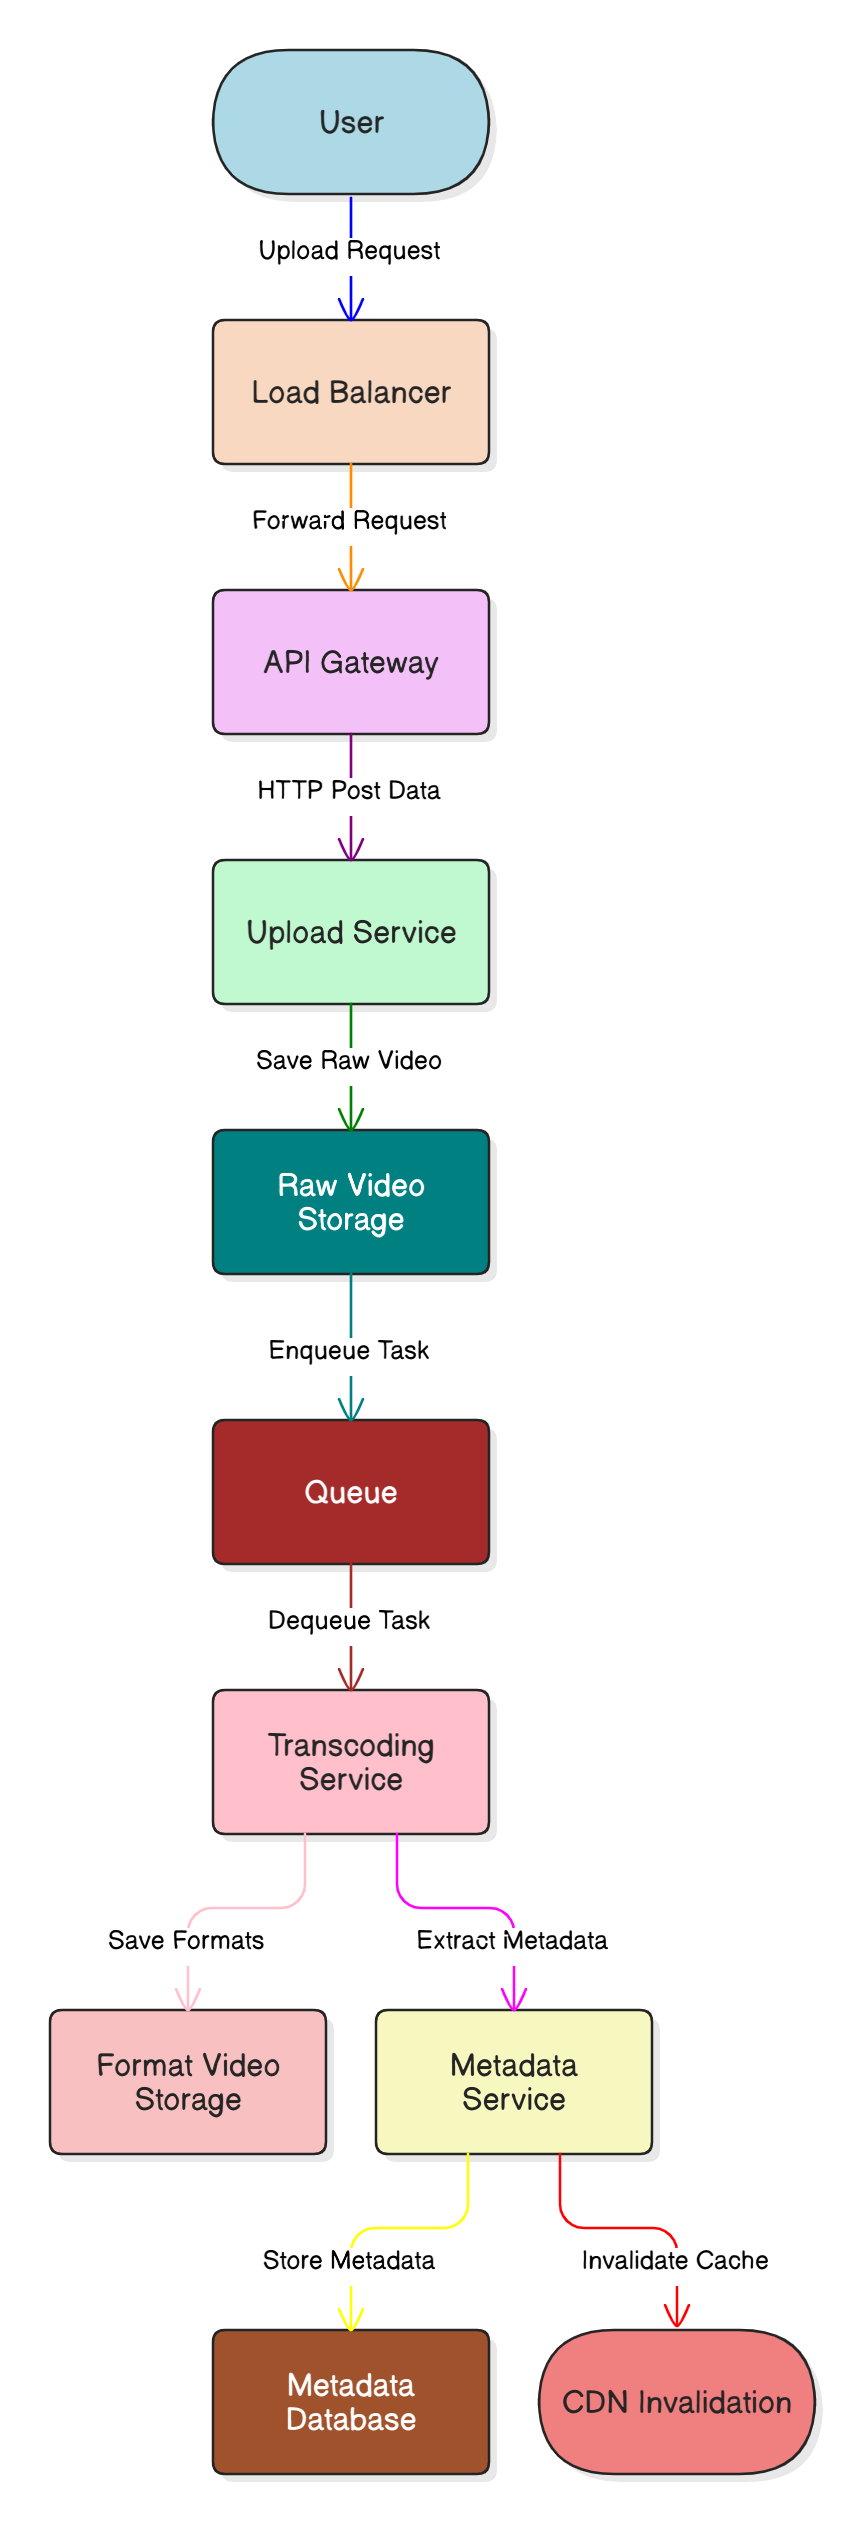 User
Upload Request
Load Balancer
Forward Request
API Gateway
HTTP Post Data
Upload Service
Save Raw Video
Raw Video
Storage
Enqueue Task
Queue
Dequeue Task
Transcoding
Service
Save Formats
Extract Metadata
Format Video
Storage
Metadata
Service
Store Metadata
Invalidate Cache
Metadata
Database
CDN Invalidation